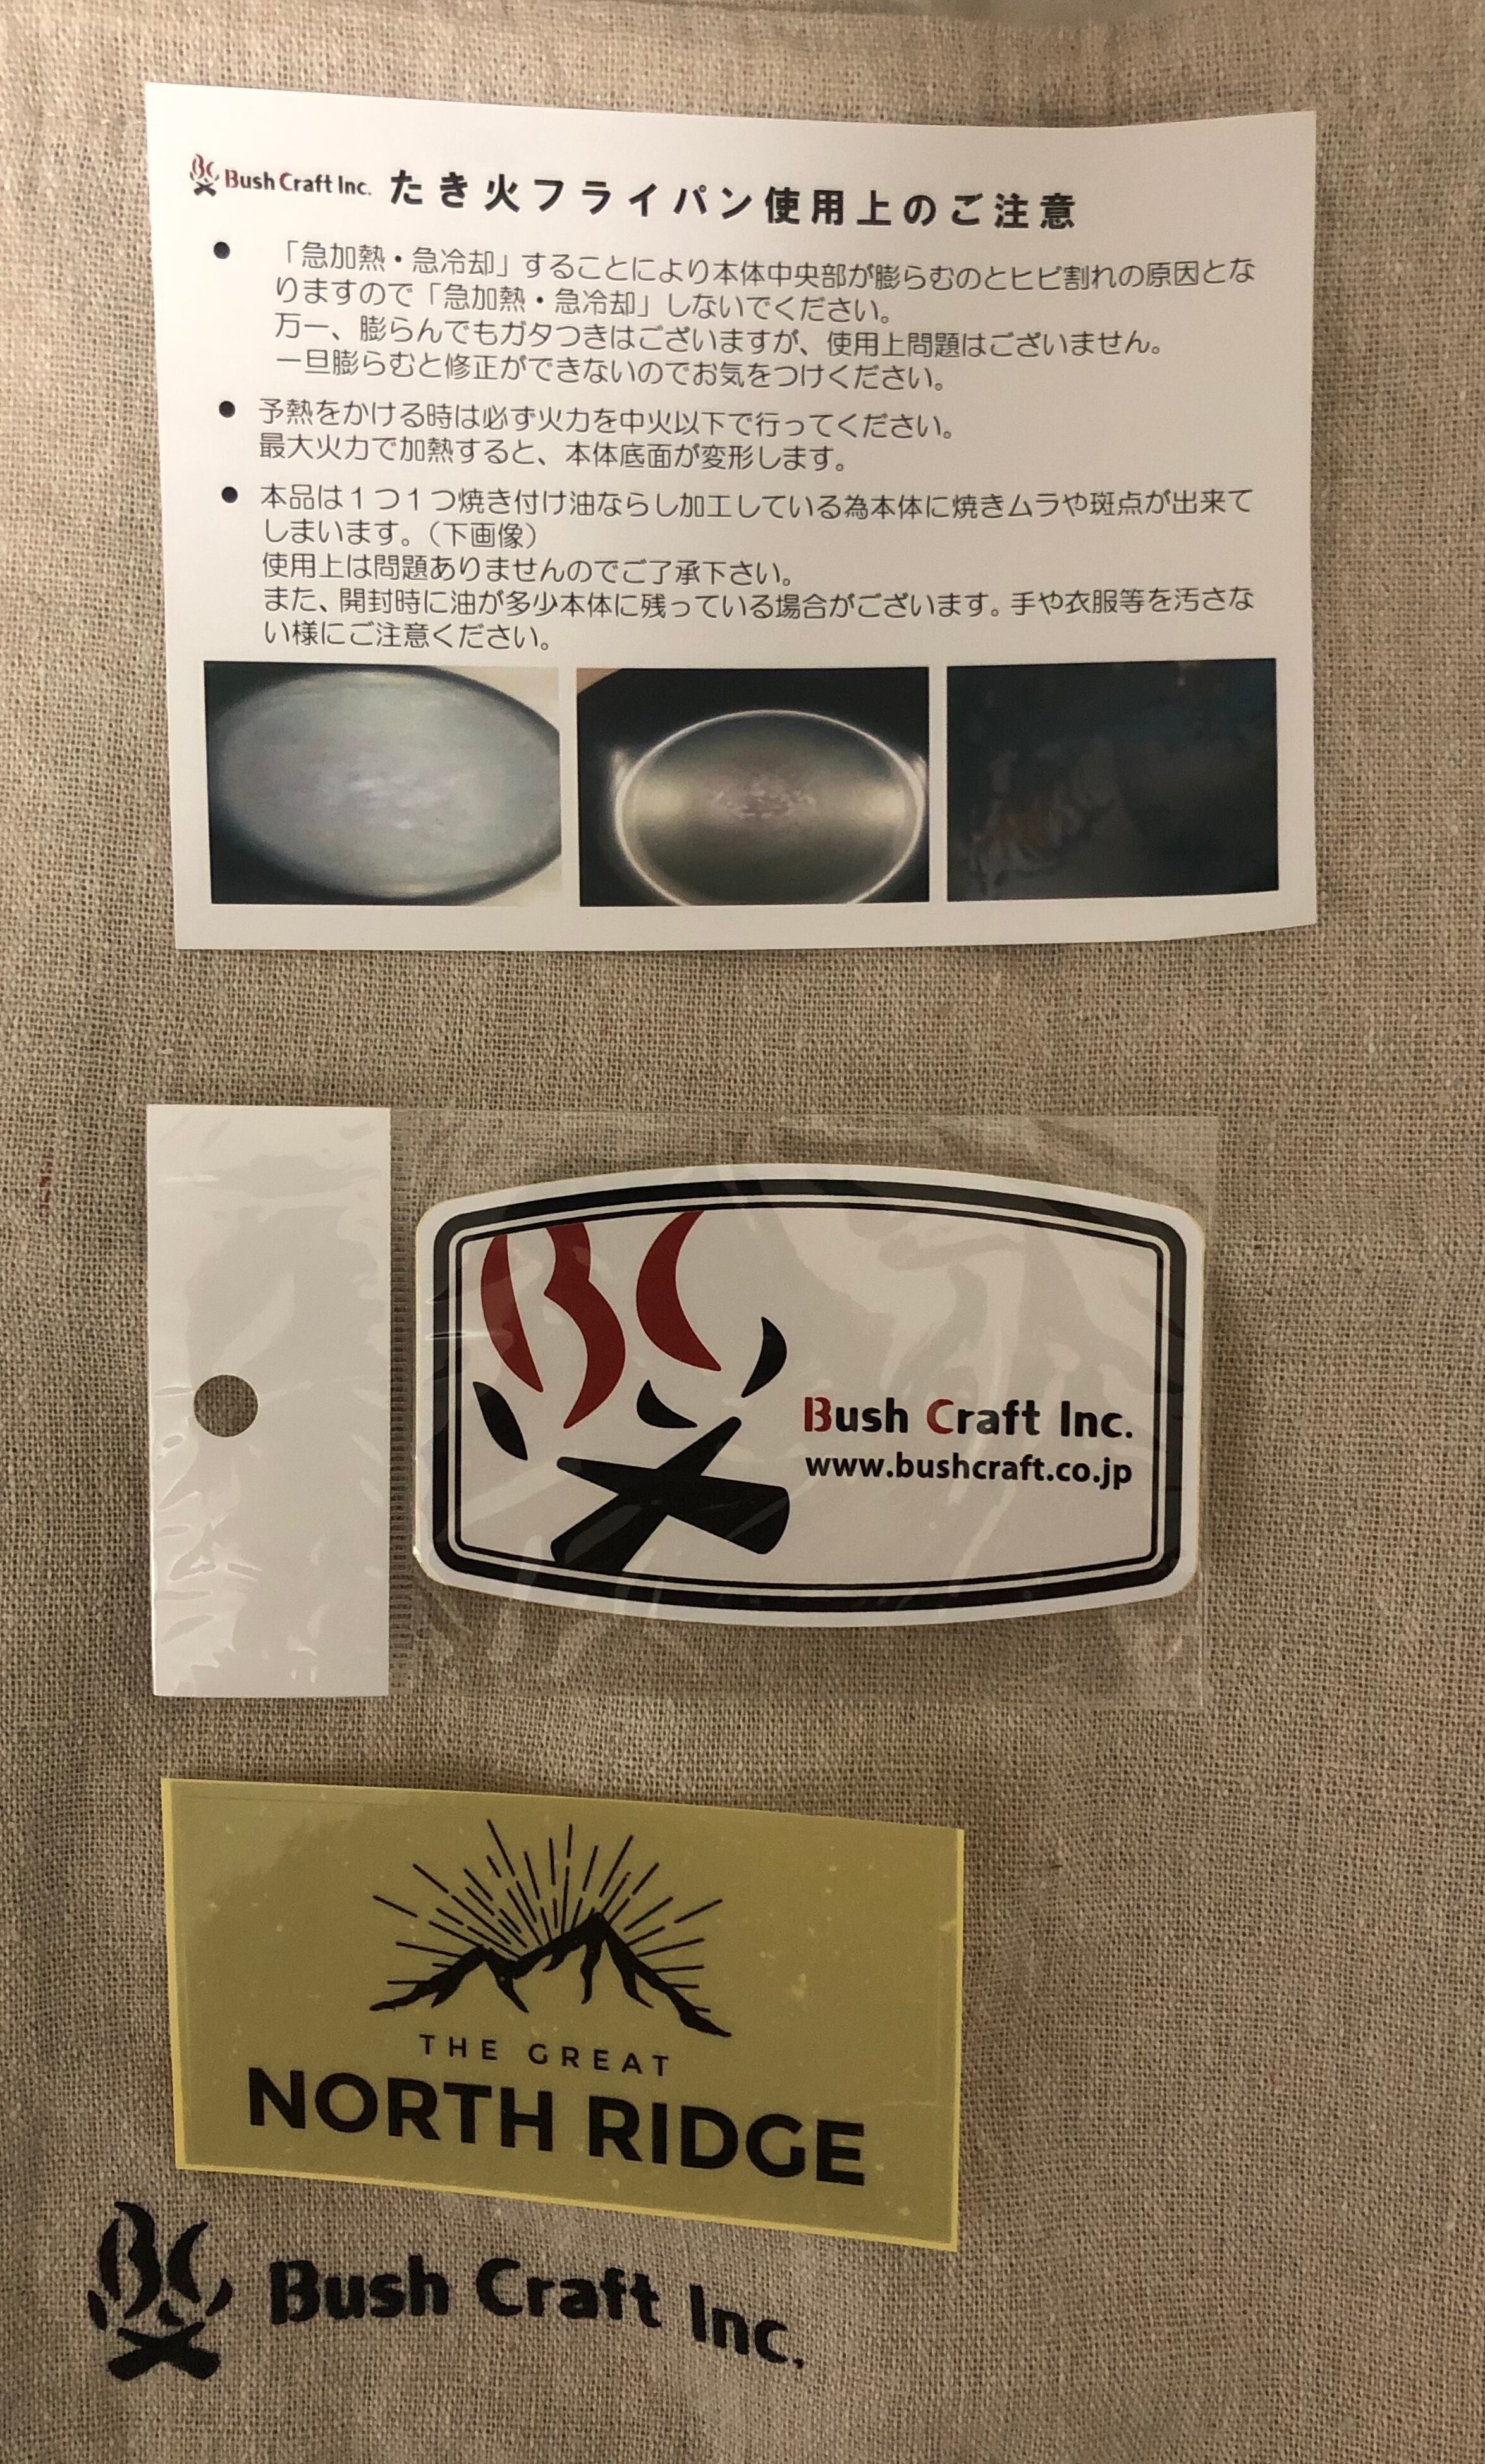 Bush Craft Inc. たき火フライパン使用上のご注意
● 「急加熱・急冷却」することにより本体中央部が膨らむのとヒビ割れの原因とな
りますので「急加熱・急冷却」しないでください。
万一、膨らんでもガタつきはございますが、使用上問題はございません。
一旦膨らむと修正ができないのでお気をつけください。
● 予熱をかける時は必ず火力を中火以下で行ってください。
最大火力で加熱すると、本体底面が変形します。
● 本品は1つ1つ焼き付け油ならし加工している為本体に焼きムラや斑点が出来て
しまいます。（下画像）
使用上は問題ありませんのでご了承下さい。
また、開封時に油が多少本体に残っている場合がございます。手や衣服等を汚さな
い様にご注意ください。
BC
Bush Craft Inc.
www.bushcraft.co.jp
THE GREAT
NORTH RIDGE
BC Bush Craft Inc.